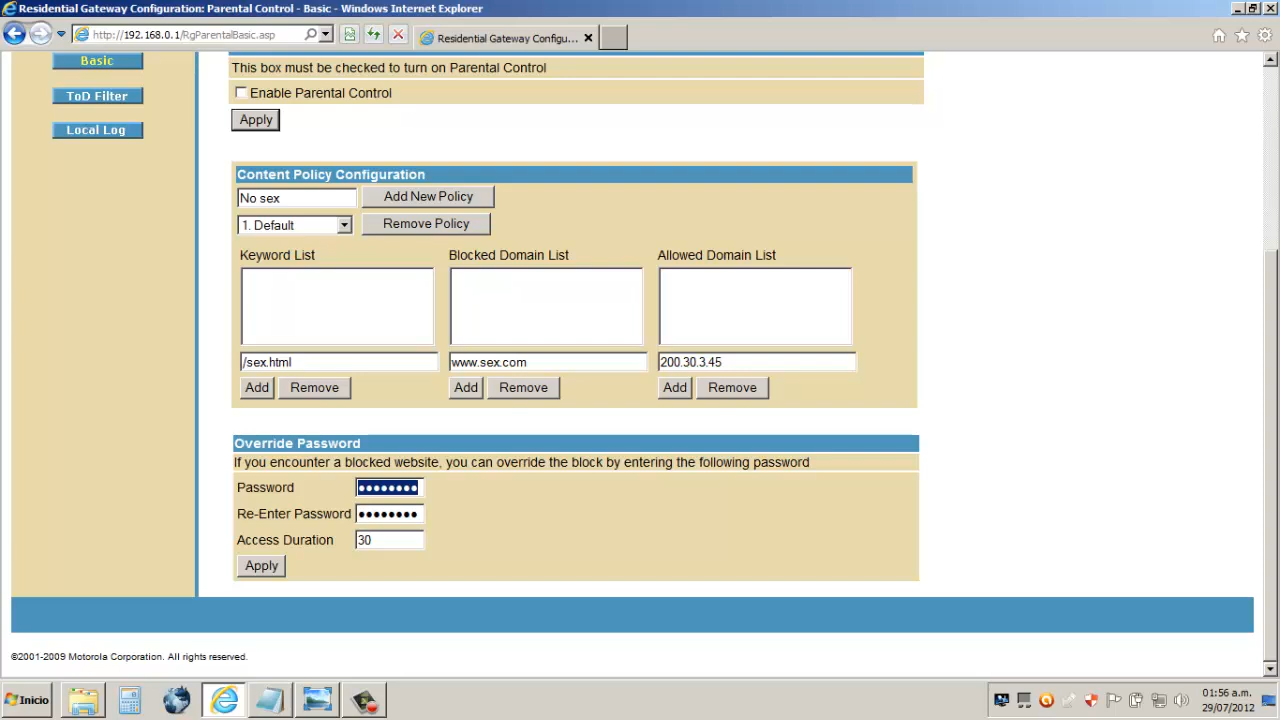 Residential Gateway Configuration: Parental Control - Basic - Windows Internet Explorer
http://192.168.0.1/RgParentalBasic.asp
Residential Gateway Configu...
Basic
This box must be checked to turn on Parental Control
ToD Filter
Enable Parental Control
Local Log
Apply
Content Policy Configuration
No sex Add New Policy
1. Default Remove Policy
Keyword List Blocked Domain List Allowed Domain List
/sex.html www.sex.com 200.30.3.45
Add Remove Add Remove Add Remove
Override Password
If you encounter a blocked website, you can override the block by entering the following password
Password ●●●●●●●●
Re-Enter Password ●●●●●●●●
Access Duration 30
Apply
©2001-2009 Motorola Corporation. All rights reserved.
Inicio
01:56 a.m.
29/07/2012